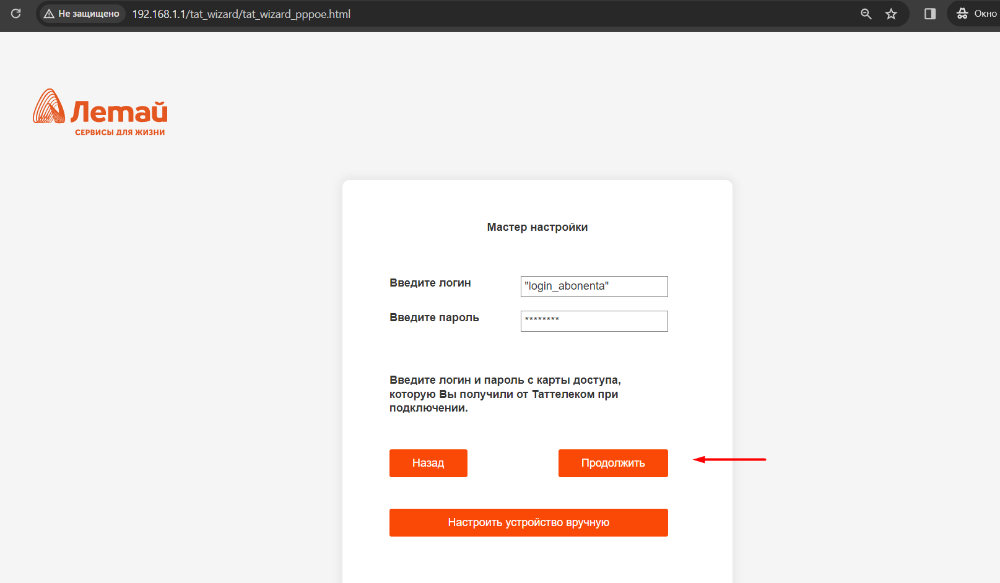 Не защищено
192.168.1.1/tat_wizard/tat_wizard_pppoe.html
Окно
Летай
СЕРВИСЫ ДЛЯ ЖИЗНИ
Мастер настройки
Введите логин
"login_abonenta"
Введите пароль
********
Введите логин и пароль с карты доступа,
которую Вы получили от Таттелеком при
подключении.
Назад
Продолжить
Настроить устройство вручную